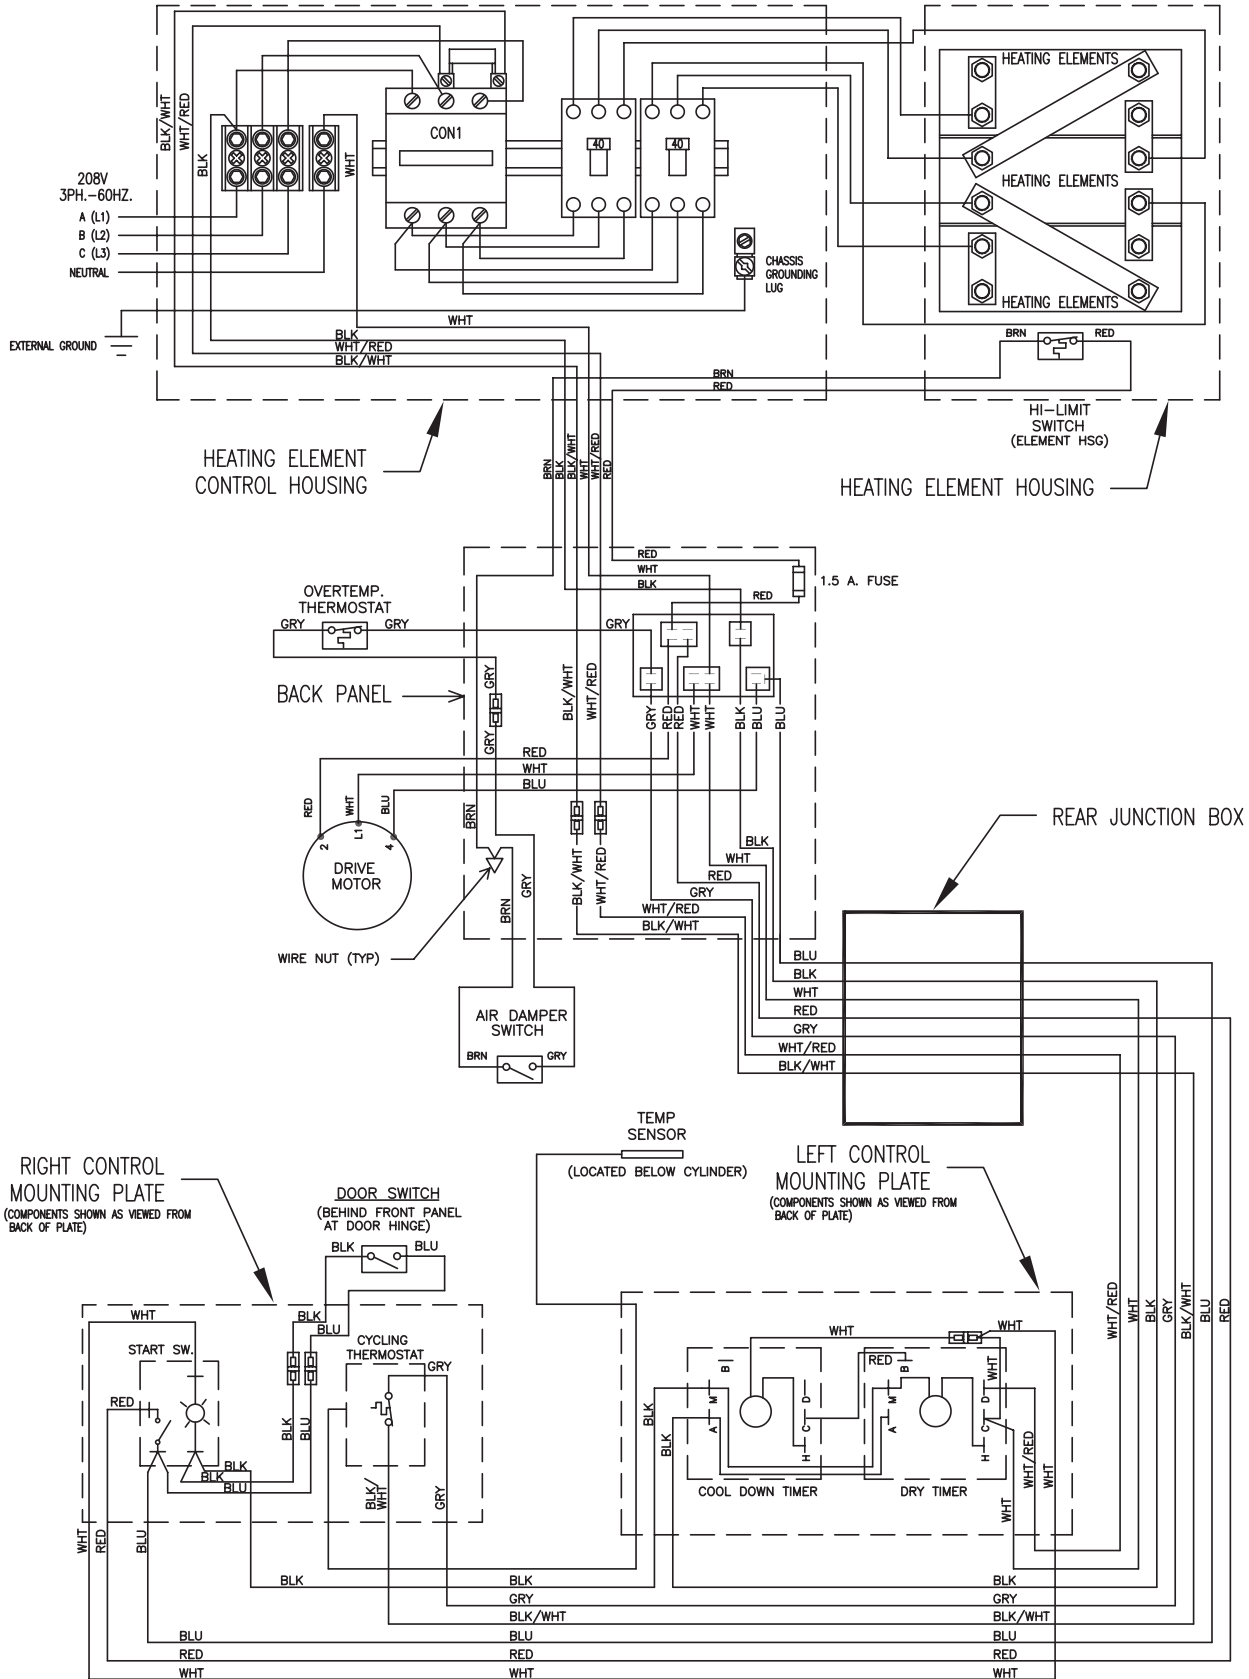 HEATING ELEMENTS
BLK/WHT
WHT/RED
BLK
WHT
CON1
40
40
HEATING ELEMENTS
208V
3PH.-60HZ.
A (L1)
B (L2)
C (L3)
NEUTRAL
CHASSIS
GROUNDING
LUG
HEATING ELEMENTS
HEATING ELEMENTS
EXTERNAL GROUND
WHT
BLK
WHT/RED
BLK/WHT
BRN
RED
BRN
RED
HI-LIMIT
SWITCH
(ELEMENT HSG)
HEATING ELEMENT
CONTROL HOUSING
BRN
BLK
BLK/WHT
WHT
WHT/RED
RED
HEATING ELEMENT HOUSING
RED
WHT
BLK
1.5 A. FUSE
RED
OVERTEMP.
THERMOSTAT
GRY
GRY
GRY
GRY
BLK/WHT
WHT/RED
BACK PANEL
GRY
RED
RED
WHT
WHT
BLK
BLU
BLU
GRY
RED
WHT
BLU
RED
WHT
BLU
BRN
2
L1
4
DRIVE
MOTOR
REAR JUNCTION BOX
BLK
WHT
RED
GRY
BLK/WHT
WHT/RED
GRY
BRN
WHT/RED
BLK/WHT
WIRE NUT (TYP)
BLU
BLK
WHT
RED
GRY
WHT/RED
BLK/WHT
AIR DAMPER
SWITCH
BRN
GRY
TEMP
SENSOR
(LOCATED BELOW CYLINDER)
LEFT CONTROL
MOUNTING PLATE
(COMPONENTS SHOWN AS VIEWED FROM
BACK OF PLATE)
RIGHT CONTROL
MOUNTING PLATE
(COMPONENTS SHOWN AS VIEWED FROM
BACK OF PLATE)
DOOR SWITCH
(BEHIND FRONT PANEL
AT DOOR HINGE)
BLK
BLU
WHT/RED
WHT
BLK
GRY
BLK/WHT
BLU
RED
WHT
BLK
BLU
START SW.
CYCLING
THERMOSTAT
GRY
RED
BLK
BLU
BLK
BLK
BLU
BLK/
WHT
GRY
WHT
WHT
RED
WHT
B
M
A
D
C
H
B
M
A
D
C
H
BLK
BLK
COOL DOWN TIMER
DRY TIMER
WHT/RED
WHT
WHT
WHT
RED
BLU
BLK
BLK
BLK
GRY
GRY
BLK/WHT
BLK/WHT
BLU
BLU
BLU
RED
RED
RED
WHT
WHT
WHT